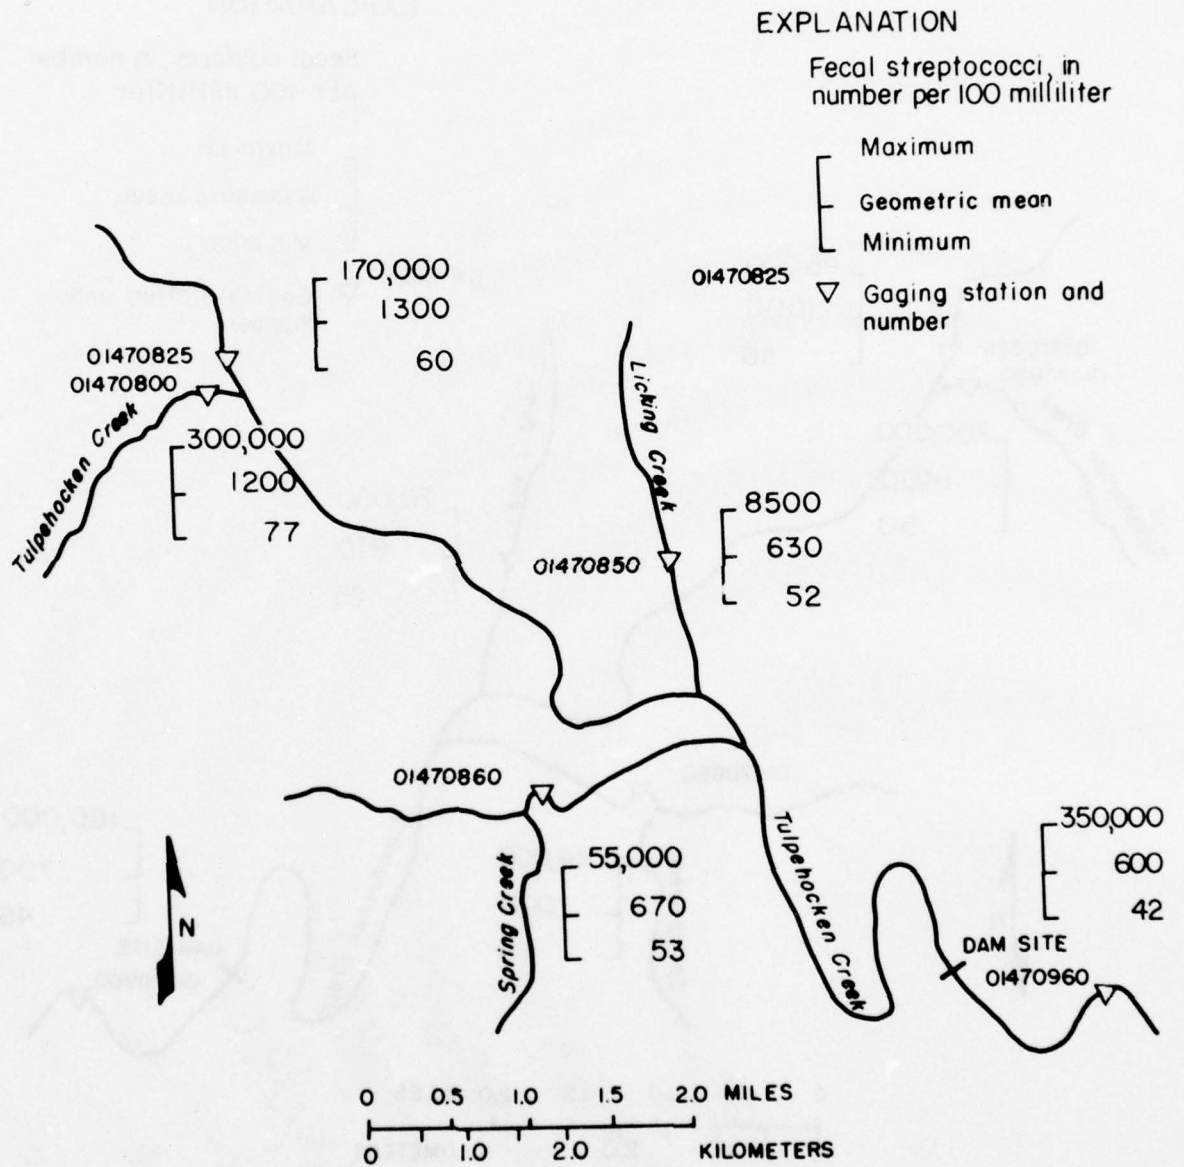 EXPLANATION
Fecal streptococci, in
number per 100 milliliter
Maximum
Geometric mean
Minimum
01470825
Gaging station and
number
170,000
1300
60
01470825
01470800
Tulpehocken Creek
300,000
1200
77
Licking Creek
8500
630
52
01470850
01470860
Spring Creek
55,000
670
53
Tulpehocken Creek
350,000
600
42
DAM SITE
01470960
N
0 0.5 1.0 1.5 2.0 MILES
0 1.0 2.0 KILOMETERS